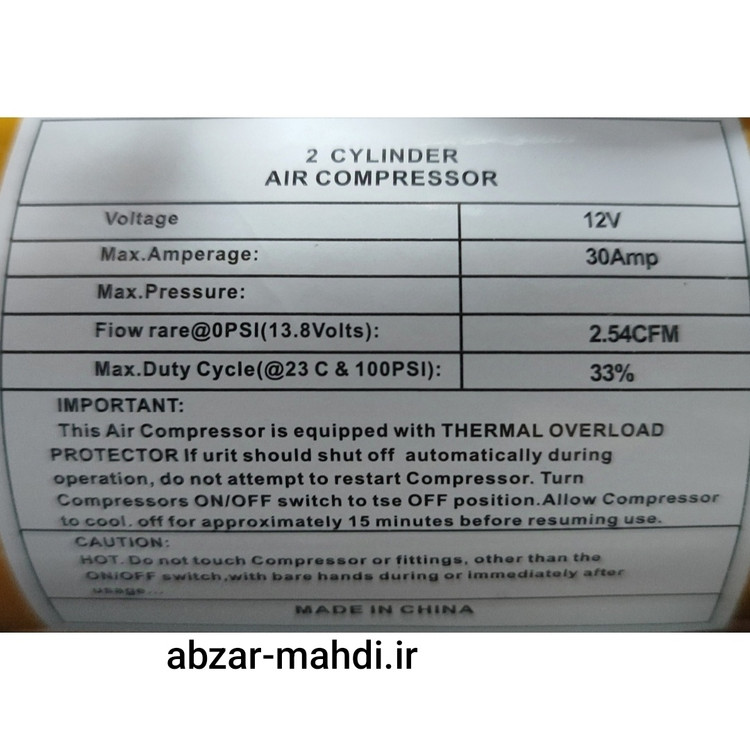 2 CYLINDER
AIR COMPRESSOR
Voltage 12V
Max.Amperage: 30Amp
Max.Pressure:
Fiow rare@0PSI(13.8Volts): 2.54CFM
Max.Duty Cycle(@23 C & 100PSI): 33%
IMPORTANT:
This Air Compressor is equipped with THERMAL OVERLOAD
PROTECTOR If urit should shut off automatically during
operation, do not attempt to restart Compressor. Turn
Compressors ON/OFF switch to tse OFF position.Allow Compressor
to cool. off for approximately 15 minutes before resuming use.
CAUTION:
HOT. Do not touch Compressor or fittings, other than the
ON/OFF switch,with bare hands during or immediately after
usage...
MADE IN CHINA
abzar-mahdi.ir